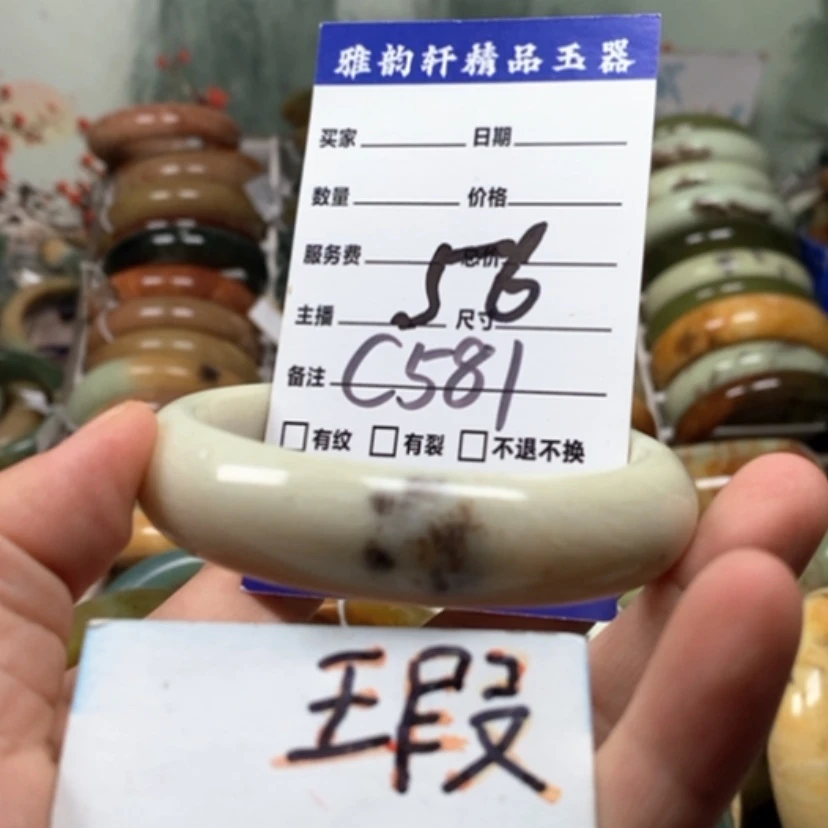 雅韵轩精品玉器
买家 日期
数量 价格
服务费 总价
56
主播 尺寸
备注 C581
有纹 有裂 不退不换
瑕